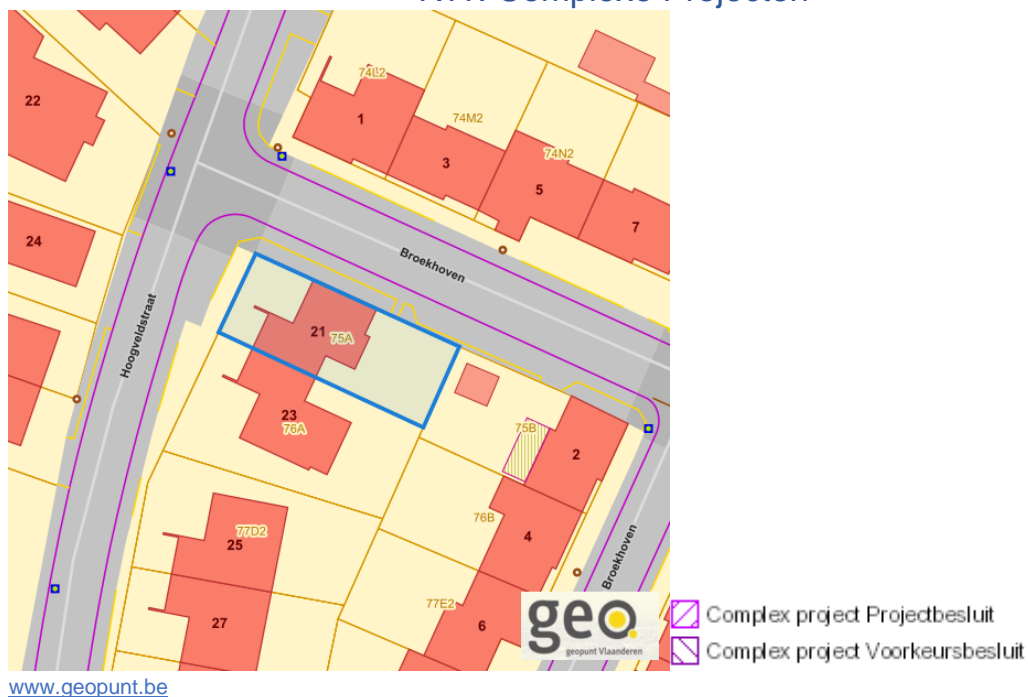 74L2
22
1
74M2
3
74N2
5
7
24
Broekhoven
Hoogveldstraat
21
75A
23
76A
75B
2
76B
4
77D2
25
Broekhoven
77E2
6
27
geo
geopunt Vlaanderen
Complex project Projectbesluit
Complex project Voorkeursbesluit
www.geopunt.be